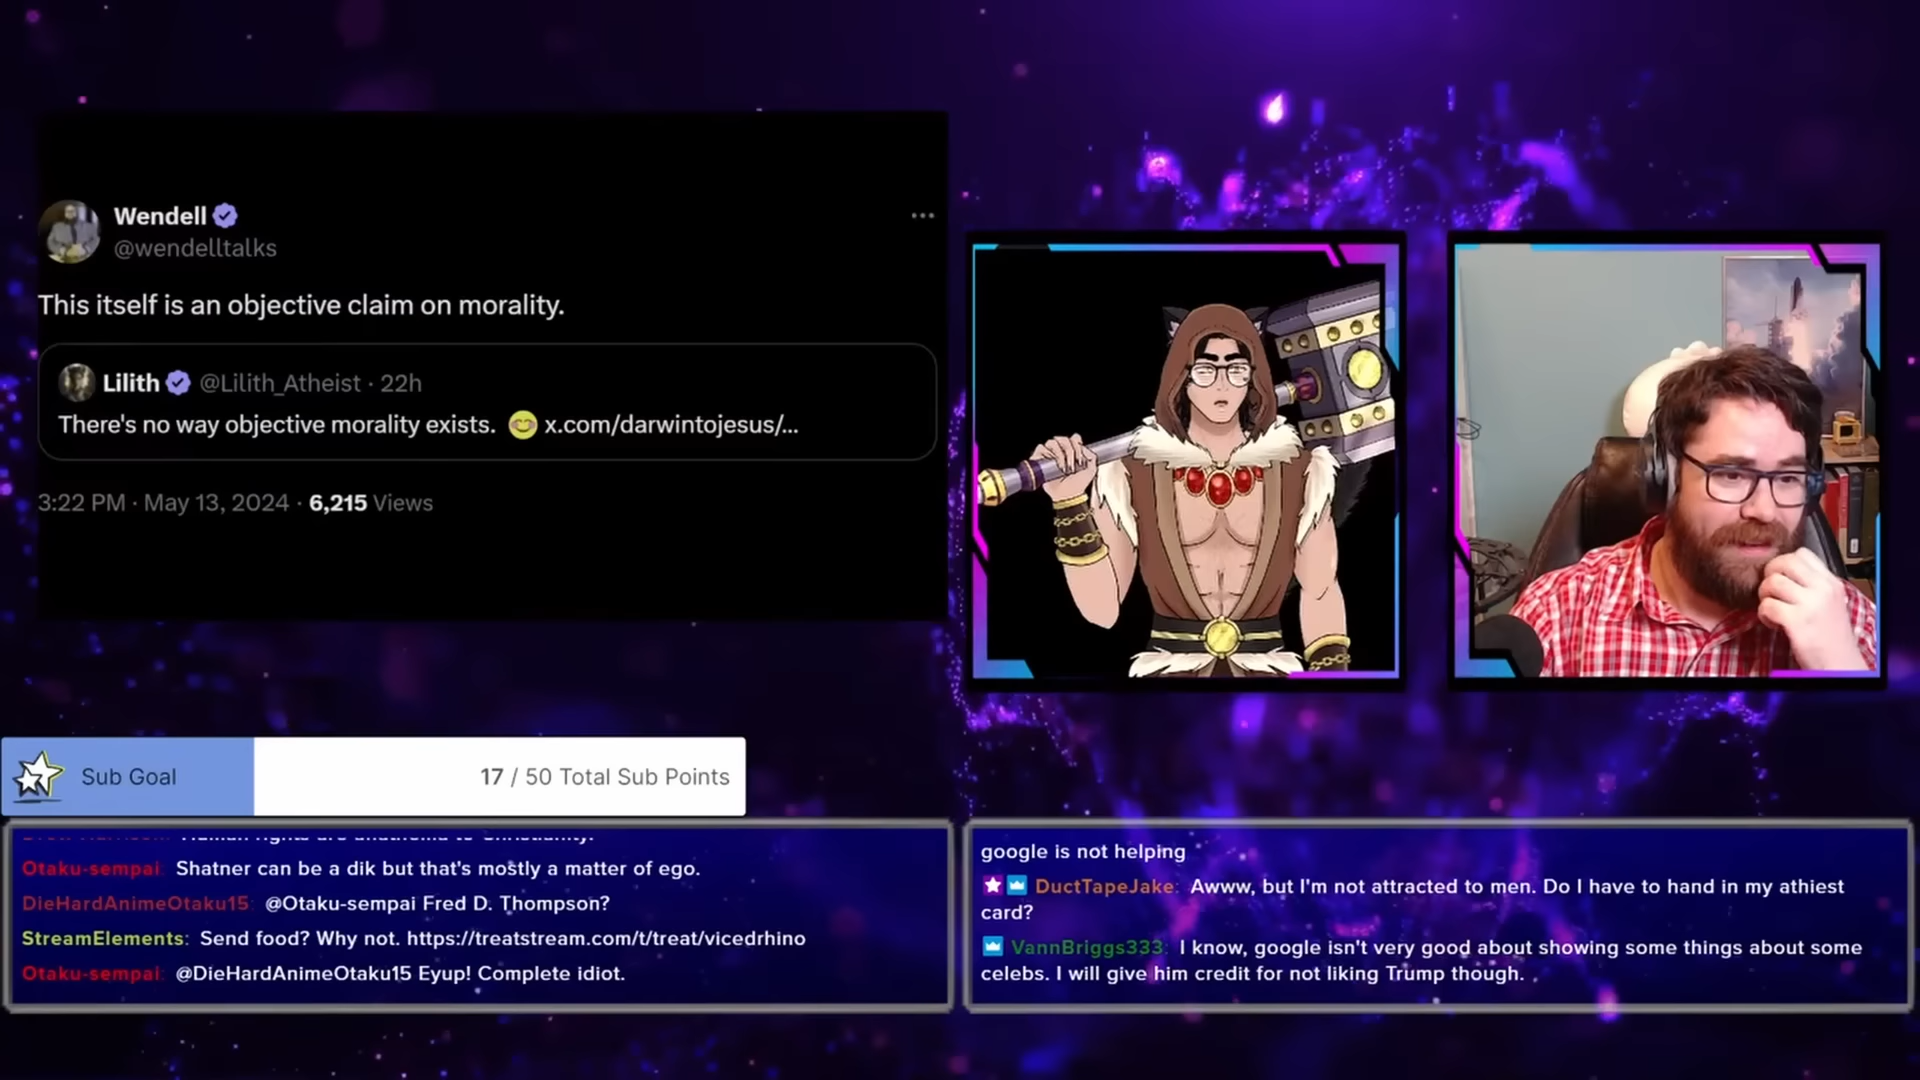 Wendell
@wendelltalks
This itself is an objective claim on morality.
Lilith @Lilith_Atheist · 22h
There's no way objective morality exists. 😊 x.com/darwintojesus/...
3:22 PM · May 13, 2024 · 6,215 Views
Sub Goal
17 / 50 Total Sub Points
Otaku-sempai: Shatner can be a dik but that's mostly a matter of ego.
DieHardAnimeOtaku15: @Otaku-sempai Fred D. Thompson?
StreamElements: Send food? Why not. https://treatstream.com/t/treat/vicedrhino
Otaku-sempai: @DieHardAnimeOtaku15 Eyup! Complete idiot.
google is not helping
DuctTapeJake: Awww, but I'm not attracted to men. Do I have to hand in my athiest
card?
VannBriggs333: I know, google isn't very good about showing some things about some
celebs. I will give him credit for not liking Trump though.